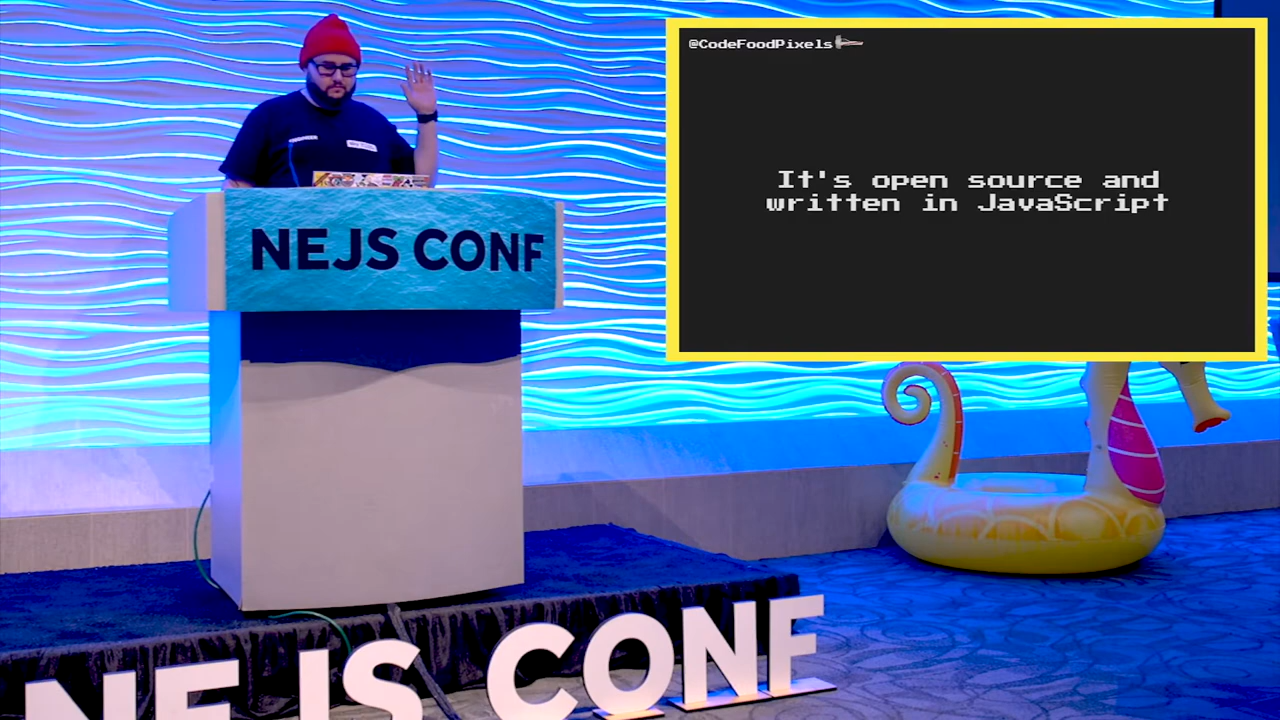 @CodeFoodPixels
It's open source and
written in JavaScript
NEJS CONF
NEJS CONF